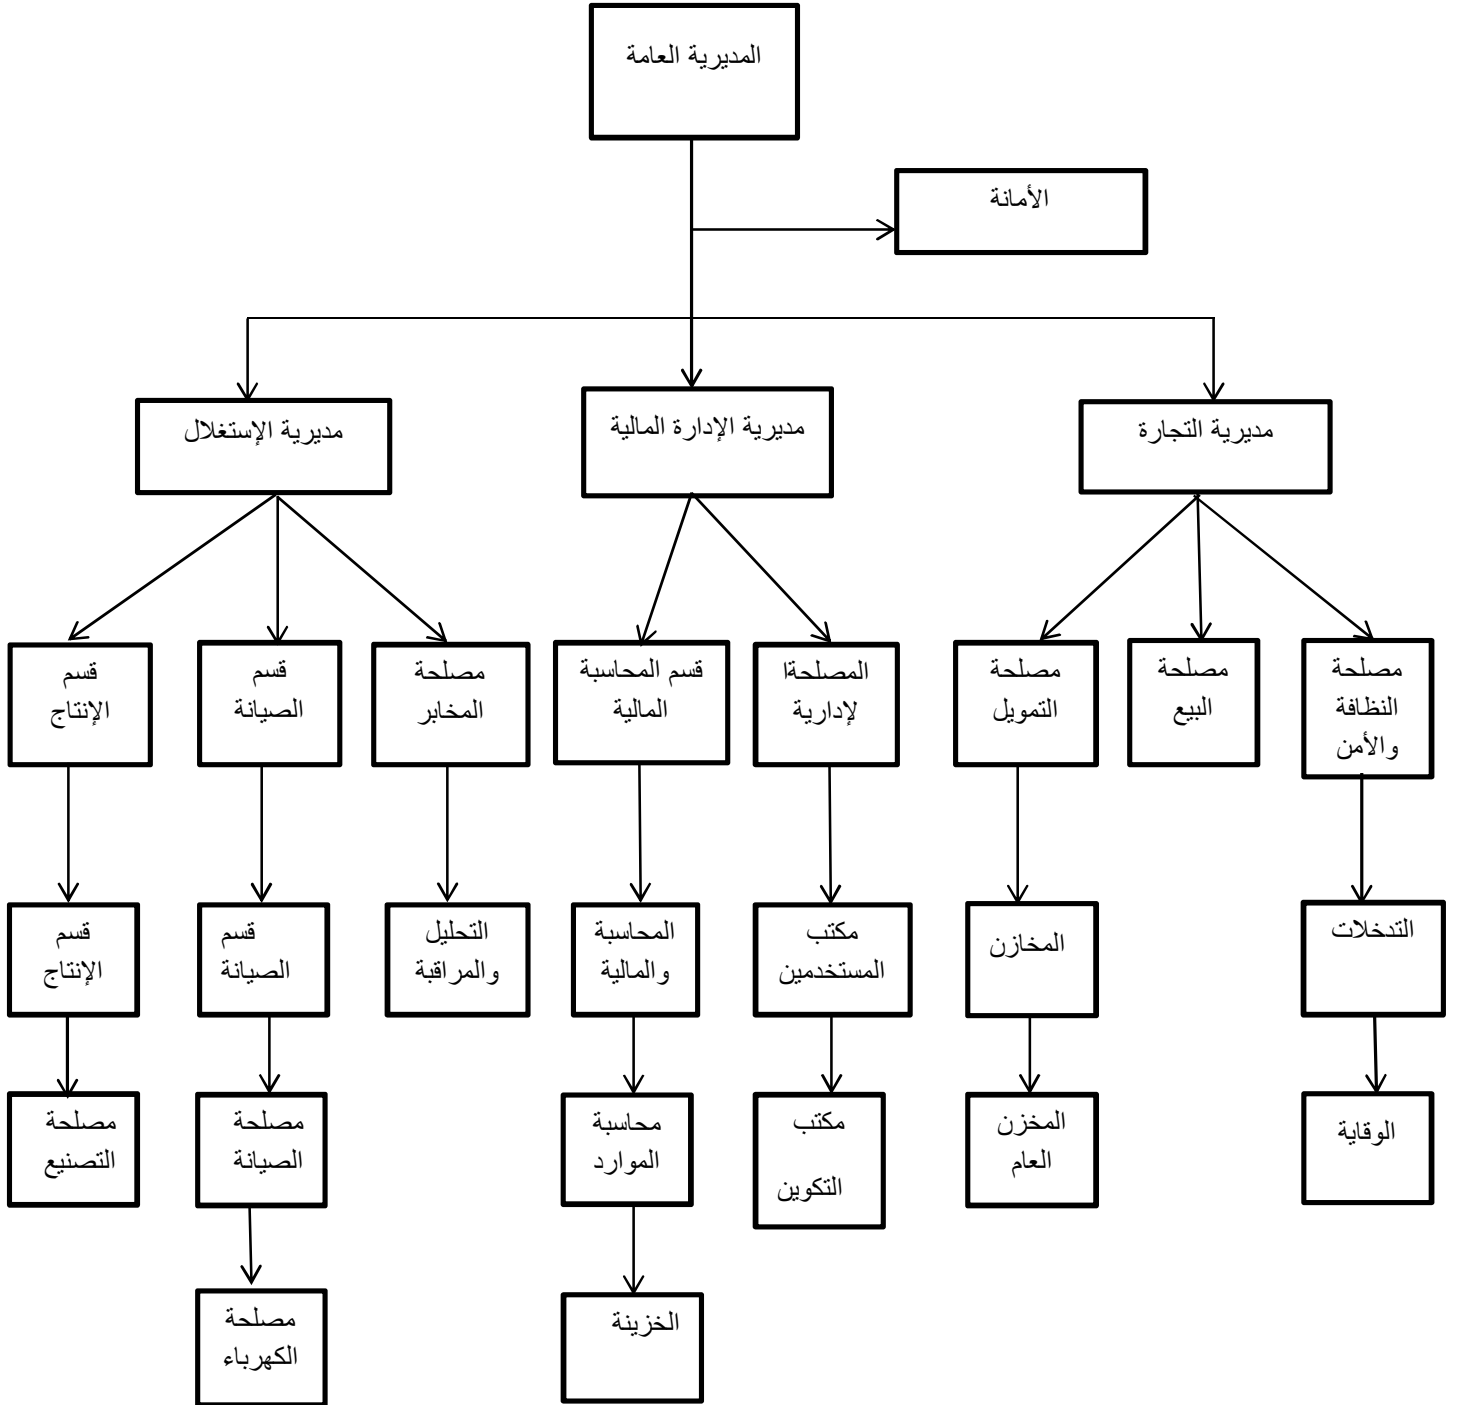 المديرية العامة
الأمانة
مديرية التجارة
مديرية الإدارة المالية
مديرية الإستغلال
مصلحة
النظافة
والأمن
مصلحة
البيع
مصلحة
التمويل
المصلحةا
لإدارية
قسم المحاسبة
المالية
مصلحة
المخابر
قسم
الصيانة
قسم
الإنتاج
التدخلات
المخازن
مكتب
المستخدمين
المحاسبة
والمالية
التحليل
والمراقبة
قسم
الصيانة
قسم
الإنتاج
الوقاية
المخزن
العام
مكتب
التكوين
محاسبة
الموارد
مصلحة
الصيانة
مصلحة
التصنيع
الخزينة
مصلحة
الكهرباء